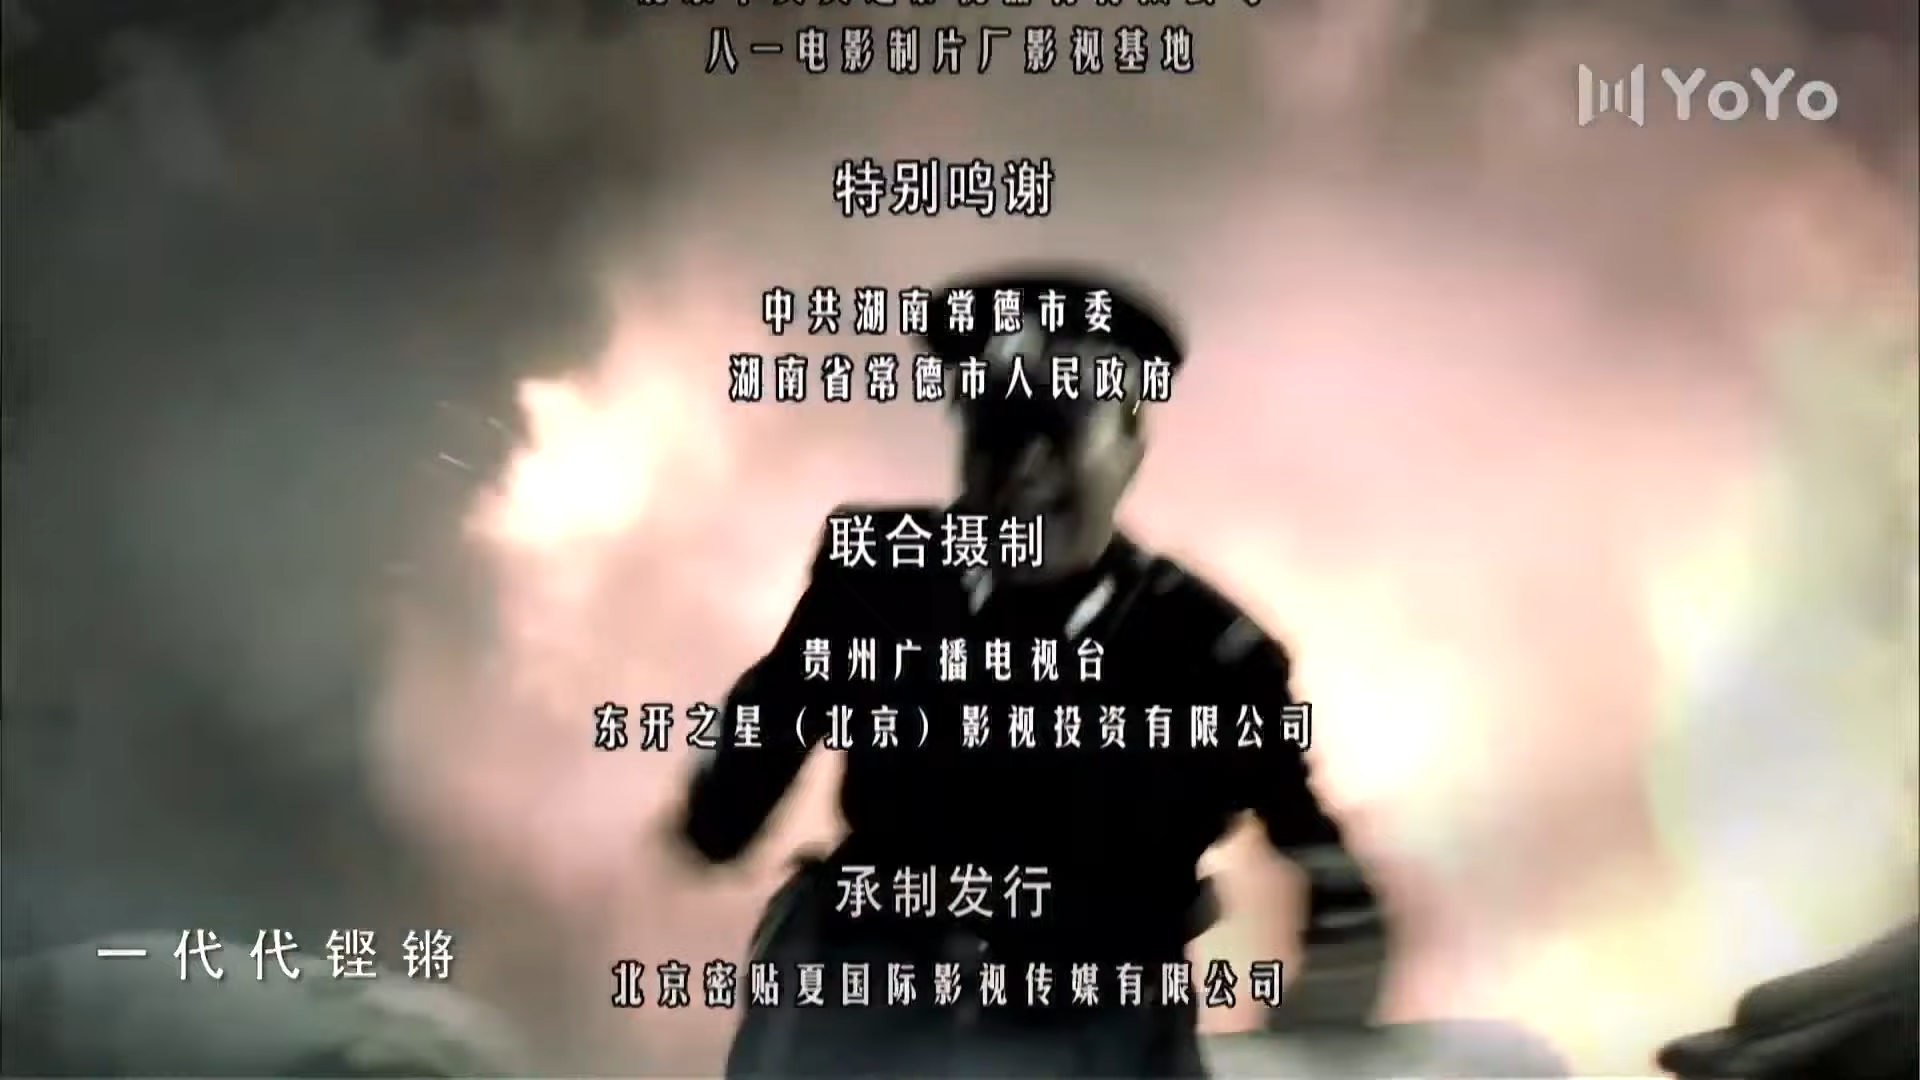 八一电影制片厂影视基地
YoYo
特别鸣谢
中共湖南常德市委
湖南省常德市人民政府
联合摄制
贵州广播电视台
东开之星（北京）影视投资有限公司
承制发行
一代代铿锵
北京密贴夏国际影视传媒有限公司